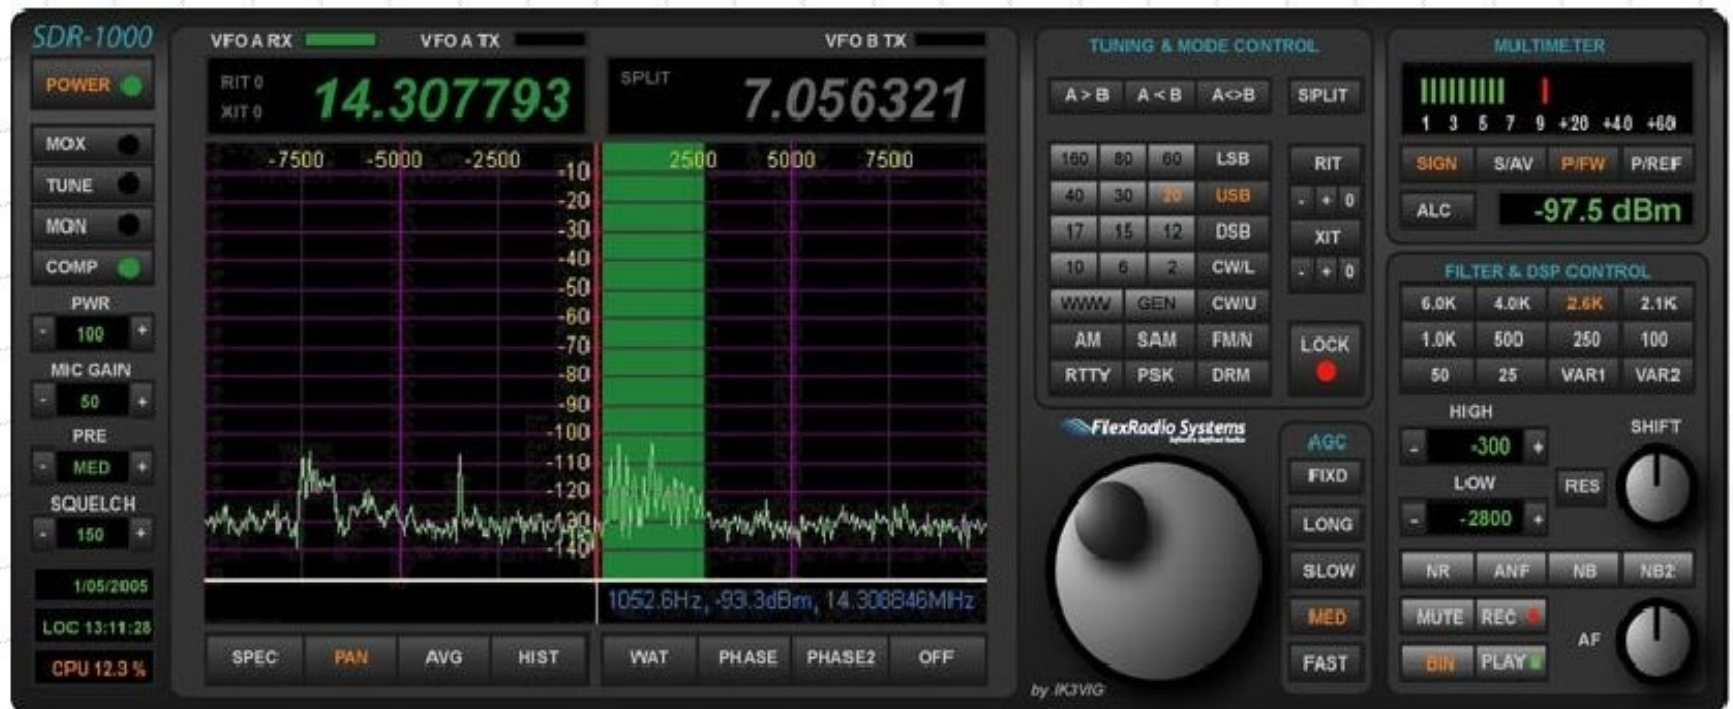 SDR-1000
POWER
MOX
TUNE
MON
COMP
PWR
- 100 +
MIC GAIN
- 50 +
PRE
- MED +
SQUELCH
- 150 +
1/05/2005
LOC 13:11:28
CPU 12.3 %
VFO A RX VFO A TX VFO B TX
RIT 0
XIT 0
14.307793
SPLIT
7.056321
-7500 -5000 -2500 2500 5000 7500
-10
-20
-30
-40
-50
-60
-70
-80
-90
-100
-110
-120
-130
-140
1052.6Hz, -93.3dBm, 14.308846MHz
SPEC PAN AVG HIST WAT PHASE PHASE2 OFF
TUNING & MODE CONTROL
A > B A < B A<>B SPLIT
160 80 60 LSB
40 30 20 USB
17 15 12 DSB
10 6 2 CW/L
WWV GEN CW/U
AM SAM FM/N
RTTY PSK DRM
RIT
- + 0
XIT
- + 0
LOCK
FlexRadio Systems
Software Defined Radios
by IK3VIG
AGC
FIXD
LONG
SLOW
MED
FAST
MULTIMETER
1 3 5 7 9 +20 +40 +60
SIGN S/AV P/FW P/REF
ALC -97.5 dBm
FILTER & DSP CONTROL
6.0K 4.0K 2.6K 2.1K
1.0K 500 250 100
50 25 VAR1 VAR2
HIGH
- -300 +
LOW
- -2800 +
RES
SHIFT
NR ANF NB NB2
MUTE REC
BIN PLAY
AF